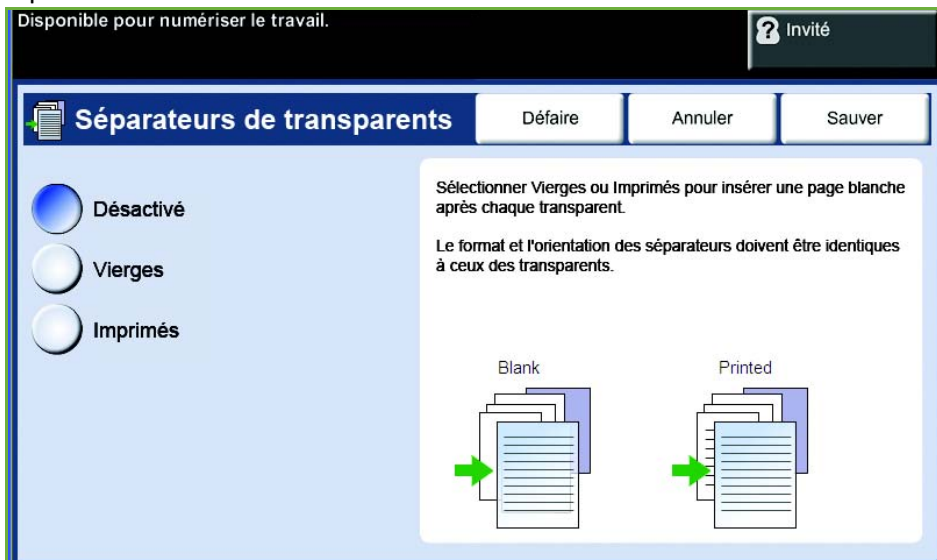 Disponible pour numériser le travail.
Invité
Séparateurs de transparents
Défaire
Annuler
Sauver
Désactivé
Vierges
Imprimés
Sélectionner Vierges ou Imprimés pour insérer une page blanche
après chaque transparent.
Le format et l'orientation des séparateurs doivent être identiques
à ceux des transparents.
Blank
Printed